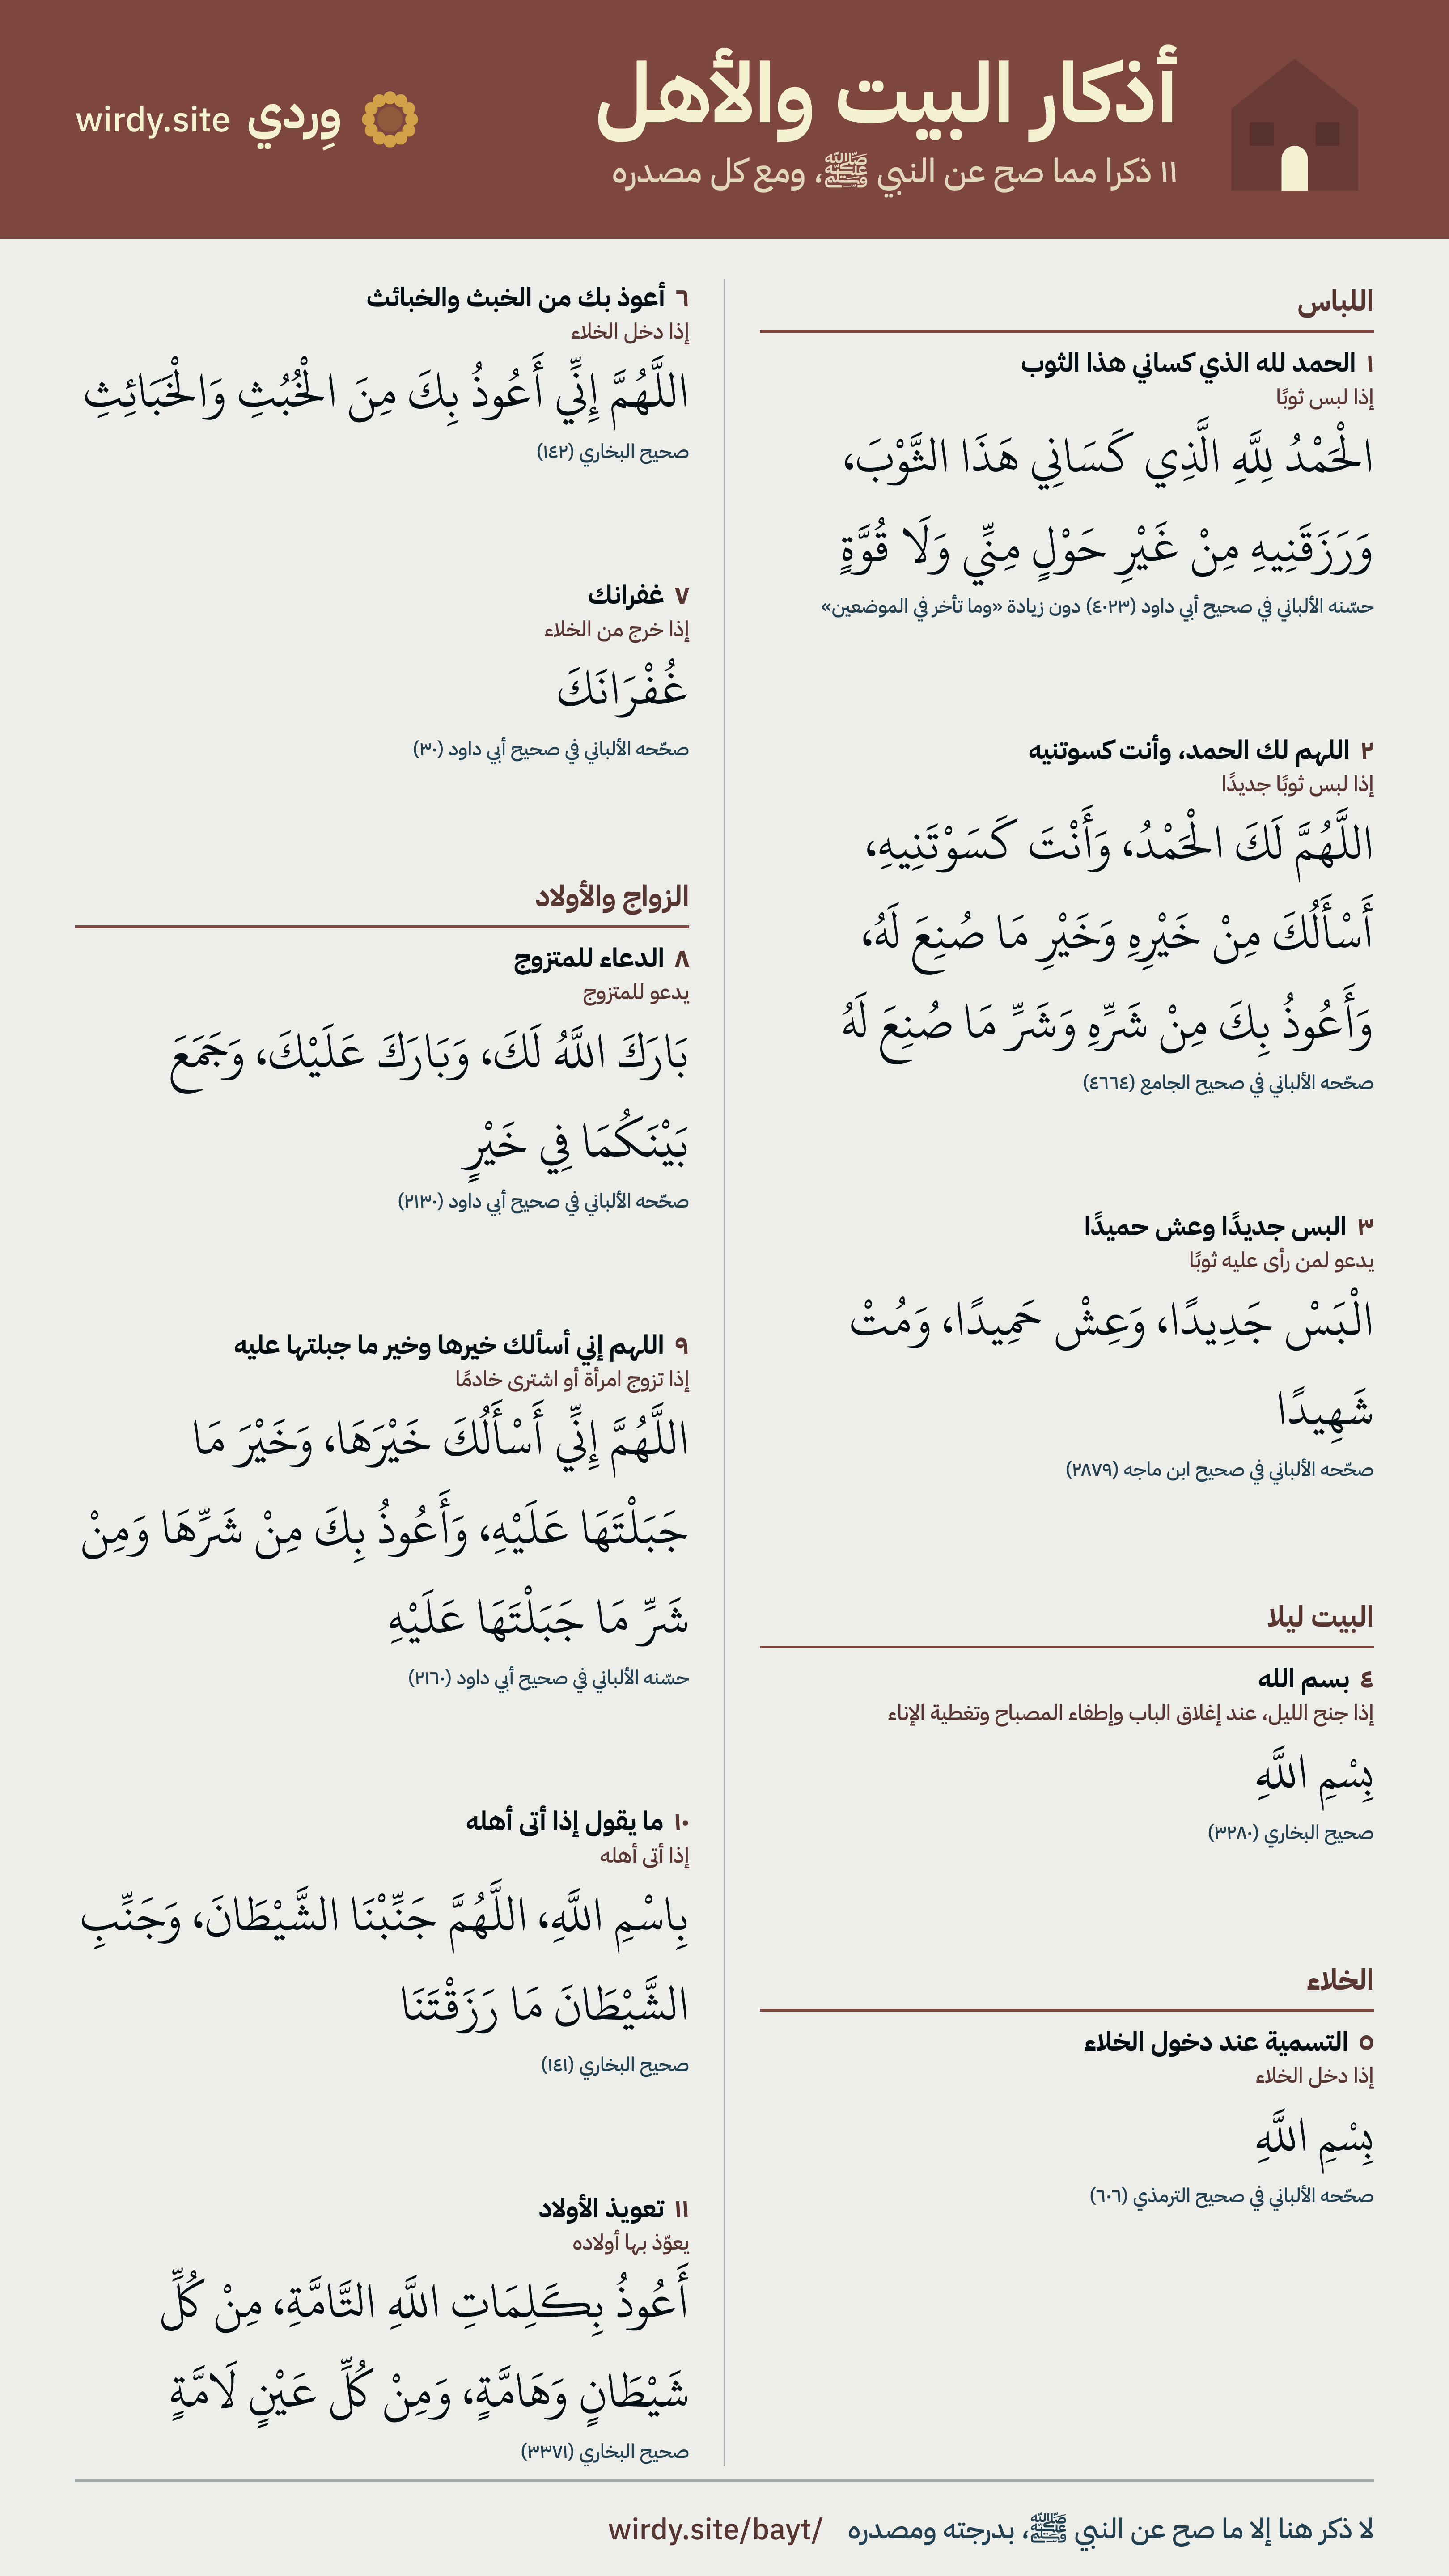 أذكار البيت والأهل
١١ ذكرا مما صح عن النبي ﷺ، ومع كل مصدره
وِردي wirdy.site
اللباس
١ الحمد لله الذي كساني هذا الثوب
إذا لبس ثوبًا
الْحَمْدُ لِلَّهِ الَّذِي كَسَانِي هَذَا الثَّوْبَ،
وَرَزَقَنِيهِ مِنْ غَيْرِ حَوْلٍ مِنِّي وَلَا قُوَّةٍ
حسّنه الألباني في صحيح أبي داود (٤٠٢٣) دون زيادة «وما تأخر في الموضعين»
٢ اللهم لك الحمد، وأنت كسوتنيه
إذا لبس ثوبًا جديدًا
اللَّهُمَّ لَكَ الْحَمْدُ، وَأَنْتَ كَسَوْتَنِيهِ،
أَسْأَلُكَ مِنْ خَيْرِهِ وَخَيْرِ مَا صُنِعَ لَهُ،
وَأَعُوذُ بِكَ مِنْ شَرِّهِ وَشَرِّ مَا صُنِعَ لَهُ
صحّحه الألباني في صحيح الجامع (٤٦٦٤)
٣ البس جديدًا وعش حميدًا
يدعو لمن رأى عليه ثوبًا
الْبَسْ جَدِيدًا، وَعِشْ حَمِيدًا، وَمُتْ
شَهِيدًا
صحّحه الألباني في صحيح ابن ماجه (٢٨٧٩)
البيت ليلا
٤ بسم الله
إذا جنح الليل، عند إغلاق الباب وإطفاء المصباح وتغطية الإناء
بِسْمِ اللَّهِ
صحيح البخاري (٣٢٨٠)
الخلاء
٥ التسمية عند دخول الخلاء
إذا دخل الخلاء
بِسْمِ اللَّهِ
صحّحه الألباني في صحيح الترمذي (٦٠٦)
٦ أعوذ بك من الخبث والخبائث
إذا دخل الخلاء
اللَّهُمَّ إِنِّي أَعُوذُ بِكَ مِنَ الْخُبُثِ وَالْخَبَائِثِ
صحيح البخاري (١٤٢)
٧ غفرانك
إذا خرج من الخلاء
غُفْرَانَكَ
صحّحه الألباني في صحيح أبي داود (٣٠)
الزواج والأولاد
٨ الدعاء للمتزوج
يدعو للمتزوج
بَارَكَ اللَّهُ لَكَ، وَبَارَكَ عَلَيْكَ، وَجَمَعَ
بَيْنَكُمَا فِي خَيْرٍ
صحّحه الألباني في صحيح أبي داود (٢١٣٠)
٩ اللهم إني أسألك خيرها وخير ما جبلتها عليه
إذا تزوج امرأة أو اشترى خادمًا
اللَّهُمَّ إِنِّي أَسْأَلُكَ خَيْرَهَا، وَخَيْرَ مَا
جَبَلْتَهَا عَلَيْهِ، وَأَعُوذُ بِكَ مِنْ شَرِّهَا وَمِنْ
شَرِّ مَا جَبَلْتَهَا عَلَيْهِ
حسّنه الألباني في صحيح أبي داود (٢١٦٠)
١٠ ما يقول إذا أتى أهله
إذا أتى أهله
بِاسْمِ اللَّهِ، اللَّهُمَّ جَنِّبْنَا الشَّيْطَانَ، وَجَنِّبِ
الشَّيْطَانَ مَا رَزَقْتَنَا
صحيح البخاري (١٤١)
١١ تعويذ الأولاد
يعوّذ بها أولاده
أَعُوذُ بِكَلِمَاتِ اللَّهِ التَّامَّةِ، مِنْ كُلِّ
شَيْطَانٍ وَهَامَّةٍ، وَمِنْ كُلِّ عَيْنٍ لَامَّةٍ
صحيح البخاري (٣٣٧١)
لا ذكر هنا إلا ما صح عن النبي ﷺ، بدرجته ومصدره wirdy.site/bayt/